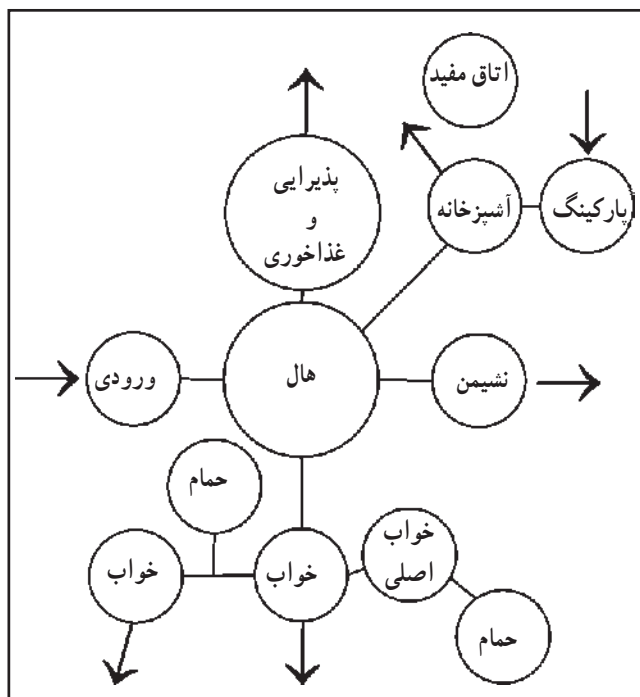 اتاق مفید
پذیرایی
و
غذاخوری
آشپزخانه
پارکینگ
ورودی
هال
نشیمن
حمام
خواب
خواب
خواب
اصلی
حمام